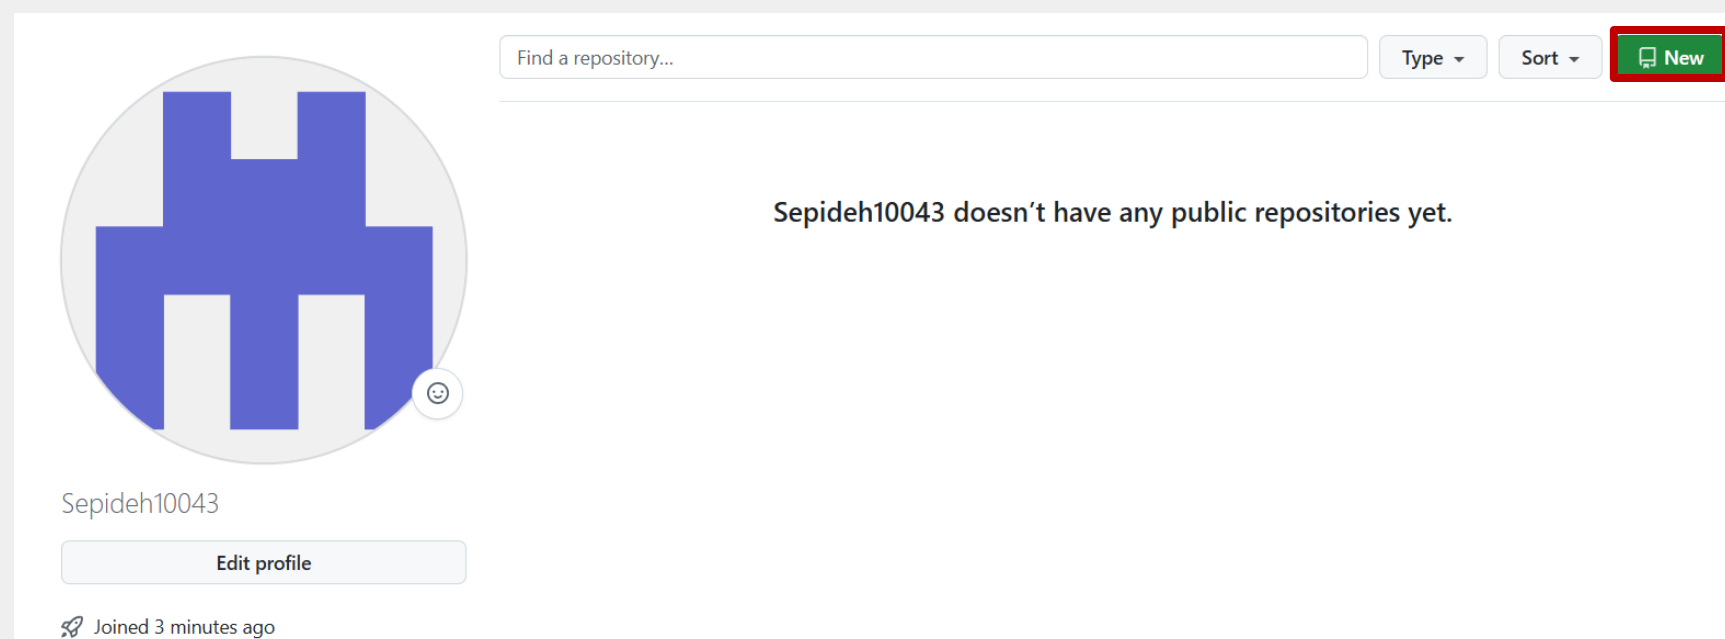 Find a repository...
Type
Sort
New
Sepideh10043 doesn’t have any public repositories yet.
Sepideh10043
Edit profile
Joined 3 minutes ago